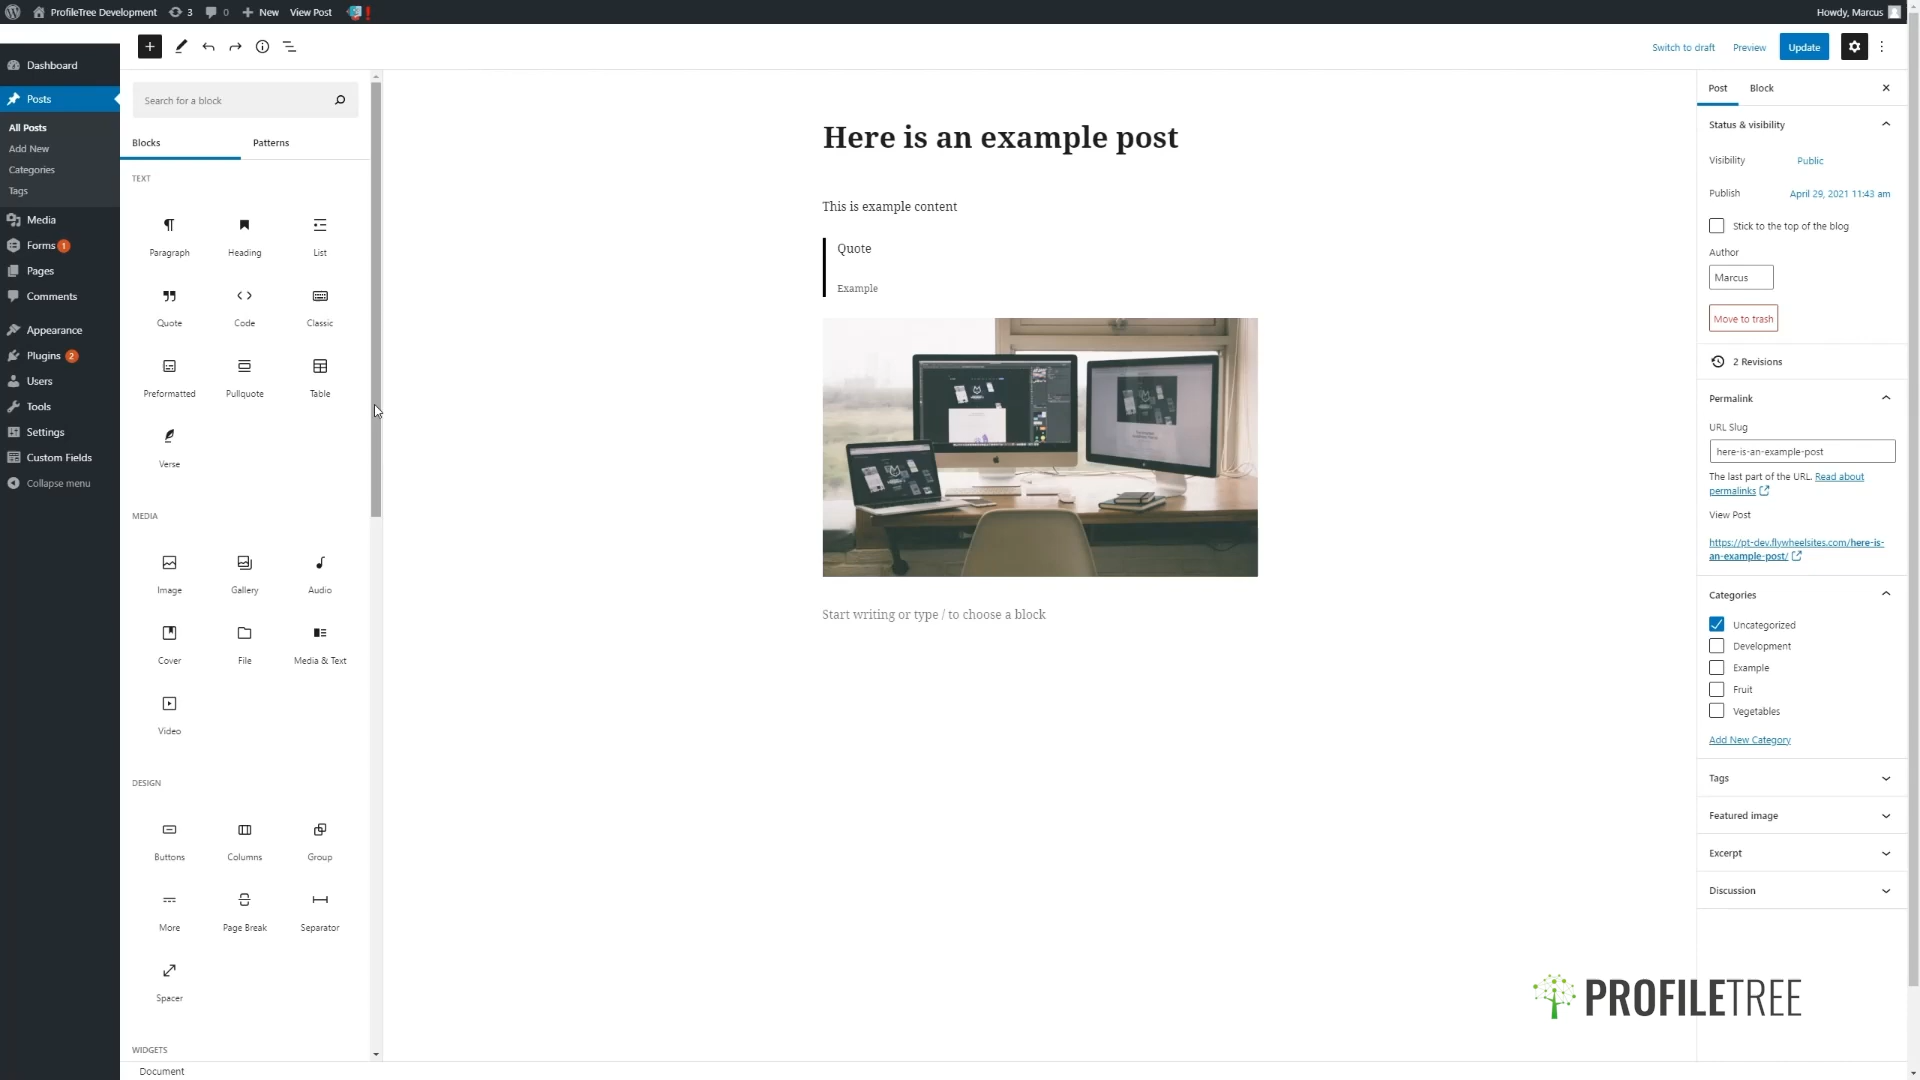 ProfileTree Development 3 0 New View Post ! Howdy, Marcus
Switch to draft Preview Update
Dashboard
Posts
All Posts
Add New
Categories
Tags
Media
Forms 1
Pages
Comments
Appearance
Plugins 2
Users
Tools
Settings
Custom Fields
Collapse menu
Search for a block
Blocks Patterns
TEXT
Paragraph Heading List
Quote Code Classic
Preformatted Pullquote Table
Verse
MEDIA
Image Gallery Audio
Cover File Media & Text
Video
DESIGN
Buttons Columns Group
More Page Break Separator
Spacer
WIDGETS
Document
Here is an example post
This is example content
Quote
Example
Start writing or type / to choose a block
Post Block
Status & visibility
Visibility Public
Publish April 29, 2021 11:43 am
Stick to the top of the blog
Author
Marcus
Move to trash
2 Revisions
Permalink
URL Slug
here-is-an-example-post
The last part of the URL. Read about
permalinks
View Post
https://pt-dev.flywheelsites.com/here-is-
an-example-post/
Categories
Uncategorized
Development
Example
Fruit
Vegetables
Add New Category
Tags
Featured image
Excerpt
Discussion
PROFILETREE